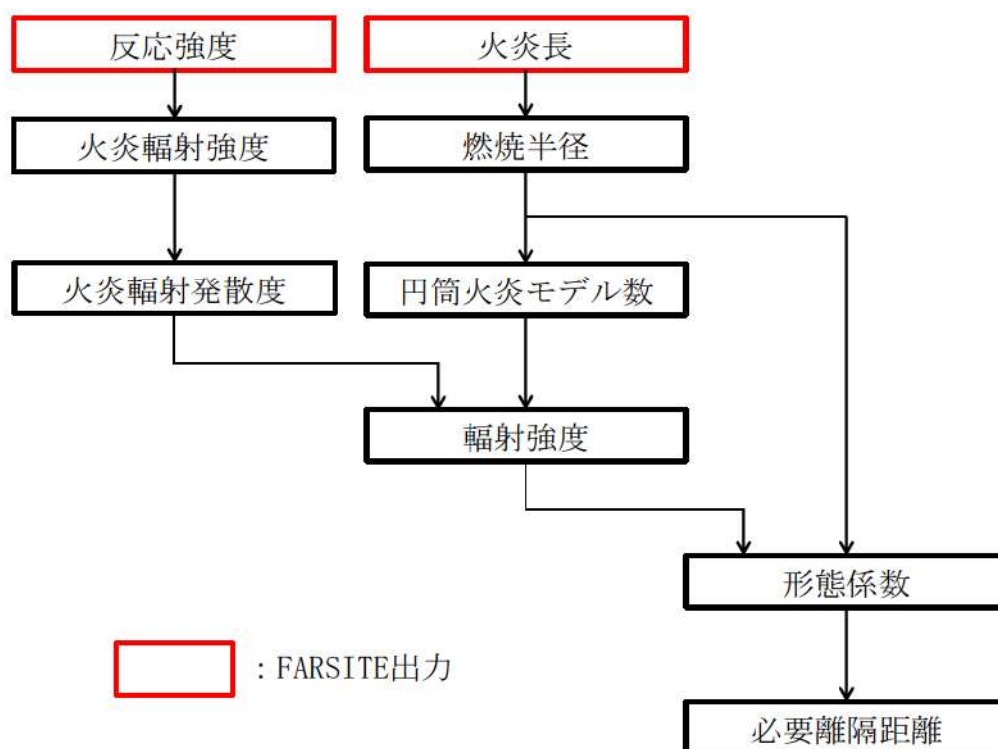 反応強度
火炎長
火炎輻射強度
燃焼半径
火炎輻射発散度
円筒火炎モデル数
輻射強度
形態係数
：FARSITE出力
必要離隔距離